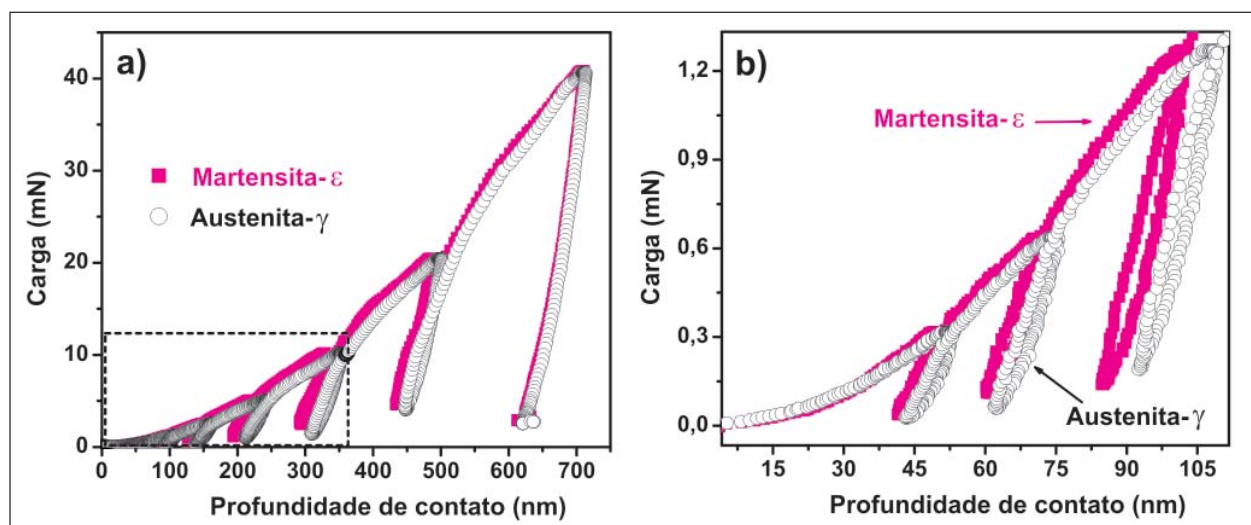 a)
Carga (mN)
40
30
20
10
0
Martensita-ε
Austenita-γ
0 100 200 300 400 500 600 700
Profundidade de contato (nm)
b)
Carga (mN)
1,2
0,9
0,6
0,3
0,0
Martensita-ε
Austenita-γ
15 30 45 60 75 90 105
Profundidade de contato (nm)